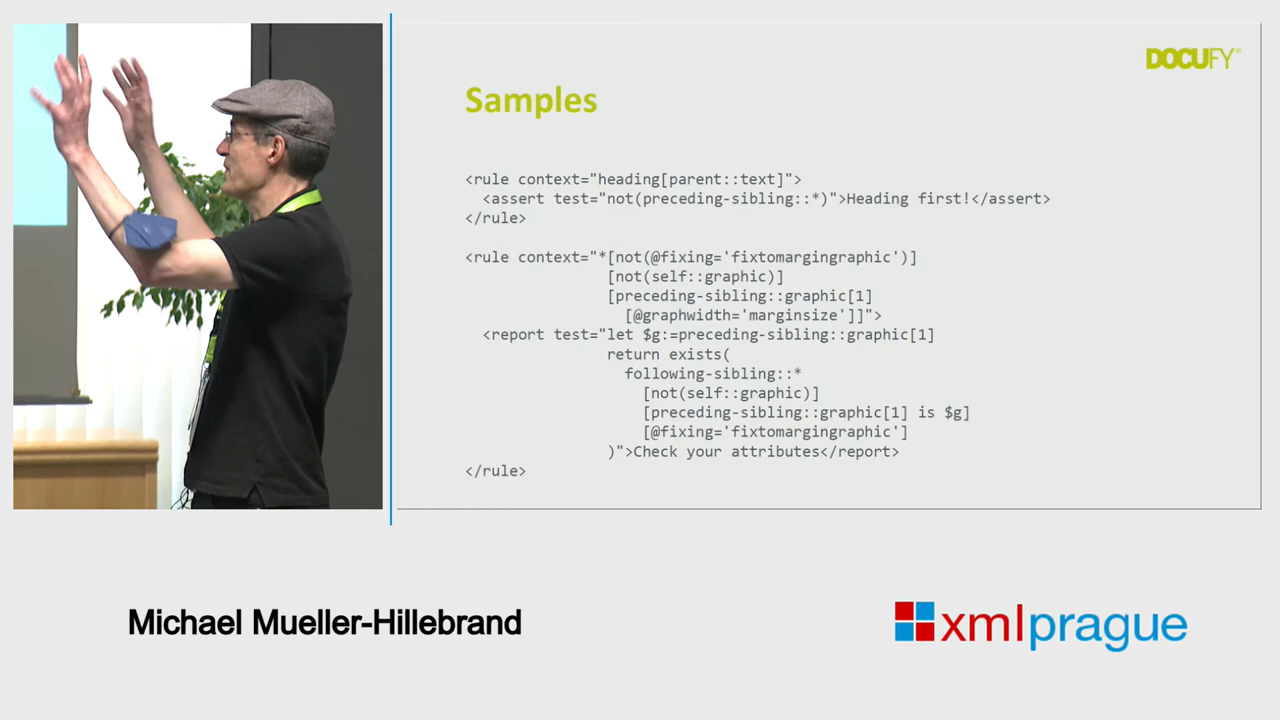 DOCUFY®
Samples
<rule context="heading[parent::text]">
<assert test="not(preceding-sibling::*)">Heading first!</assert>
</rule>
<rule context="*[not(@fixing='fixtomargingraphic')]
[not(self::graphic)]
[preceding-sibling::graphic[1]
[@graphwidth='marginsize']]">
<report test="let $g:=preceding-sibling::graphic[1]
return exists(
following-sibling::*
[not(self::graphic)]
[preceding-sibling::graphic[1] is $g]
[@fixing='fixtomargingraphic']
)">Check your attributes</report>
</rule>
Michael Mueller-Hillebrand
xmlprague